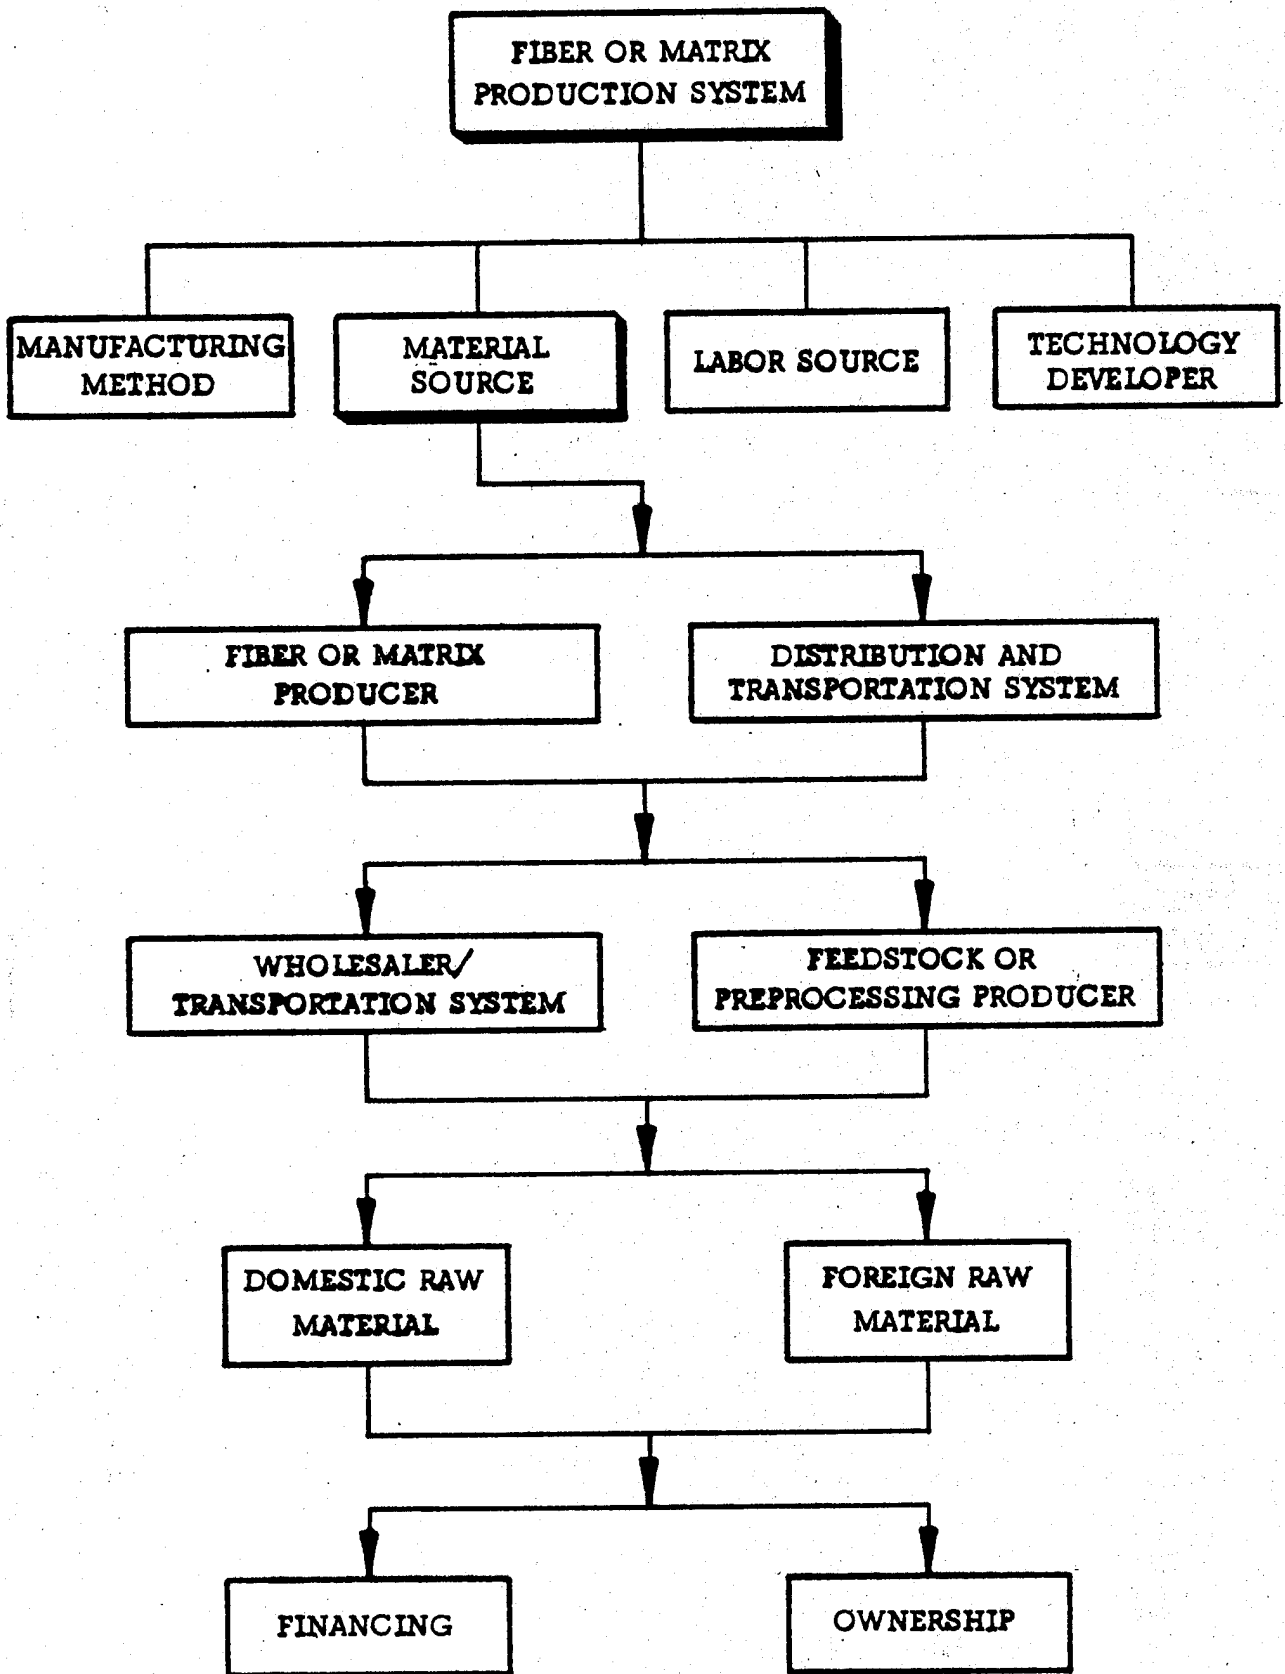 FIBER OR MATRIX
PRODUCTION SYSTEM
MANUFACTURING
METHOD
MATERIAL
SOURCE
LABOR SOURCE
TECHNOLOGY
DEVELOPER
FIBER OR MATRIX
PRODUCER
DISTRIBUTION AND
TRANSPORTATION SYSTEM
WHOLESALER/
TRANSPORTATION SYSTEM
FEEDSTOCK OR
PREPROCESSING PRODUCER
DOMESTIC RAW
MATERIAL
FOREIGN RAW
MATERIAL
FINANCING
OWNERSHIP